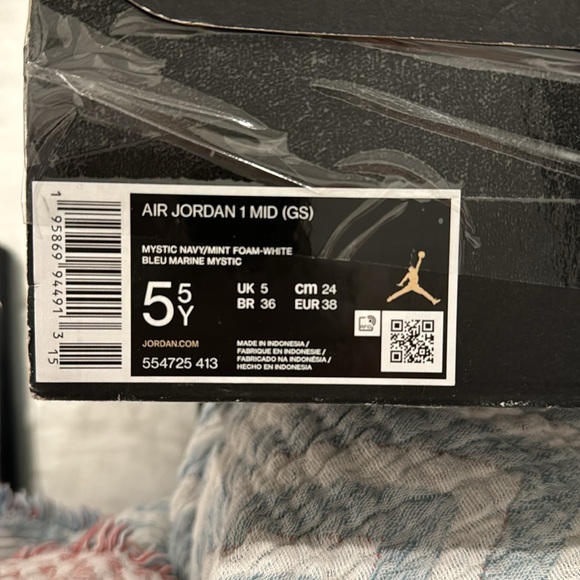 AIR JORDAN 1 MID (GS)
MYSTIC NAVY/MINT FOAM-WHITE
BLEU MARINE MYSTIC
5 5Y
UK 5 cm 24
BR 36 EUR 38
JORDAN.COM
554725 413
MADE IN INDONESIA /
FABRIQUE EN INDONESIE /
FABRICADO NA INDONÉSIA /
HECHO EN INDONESIA
RFID
1 95869 94491 3 15